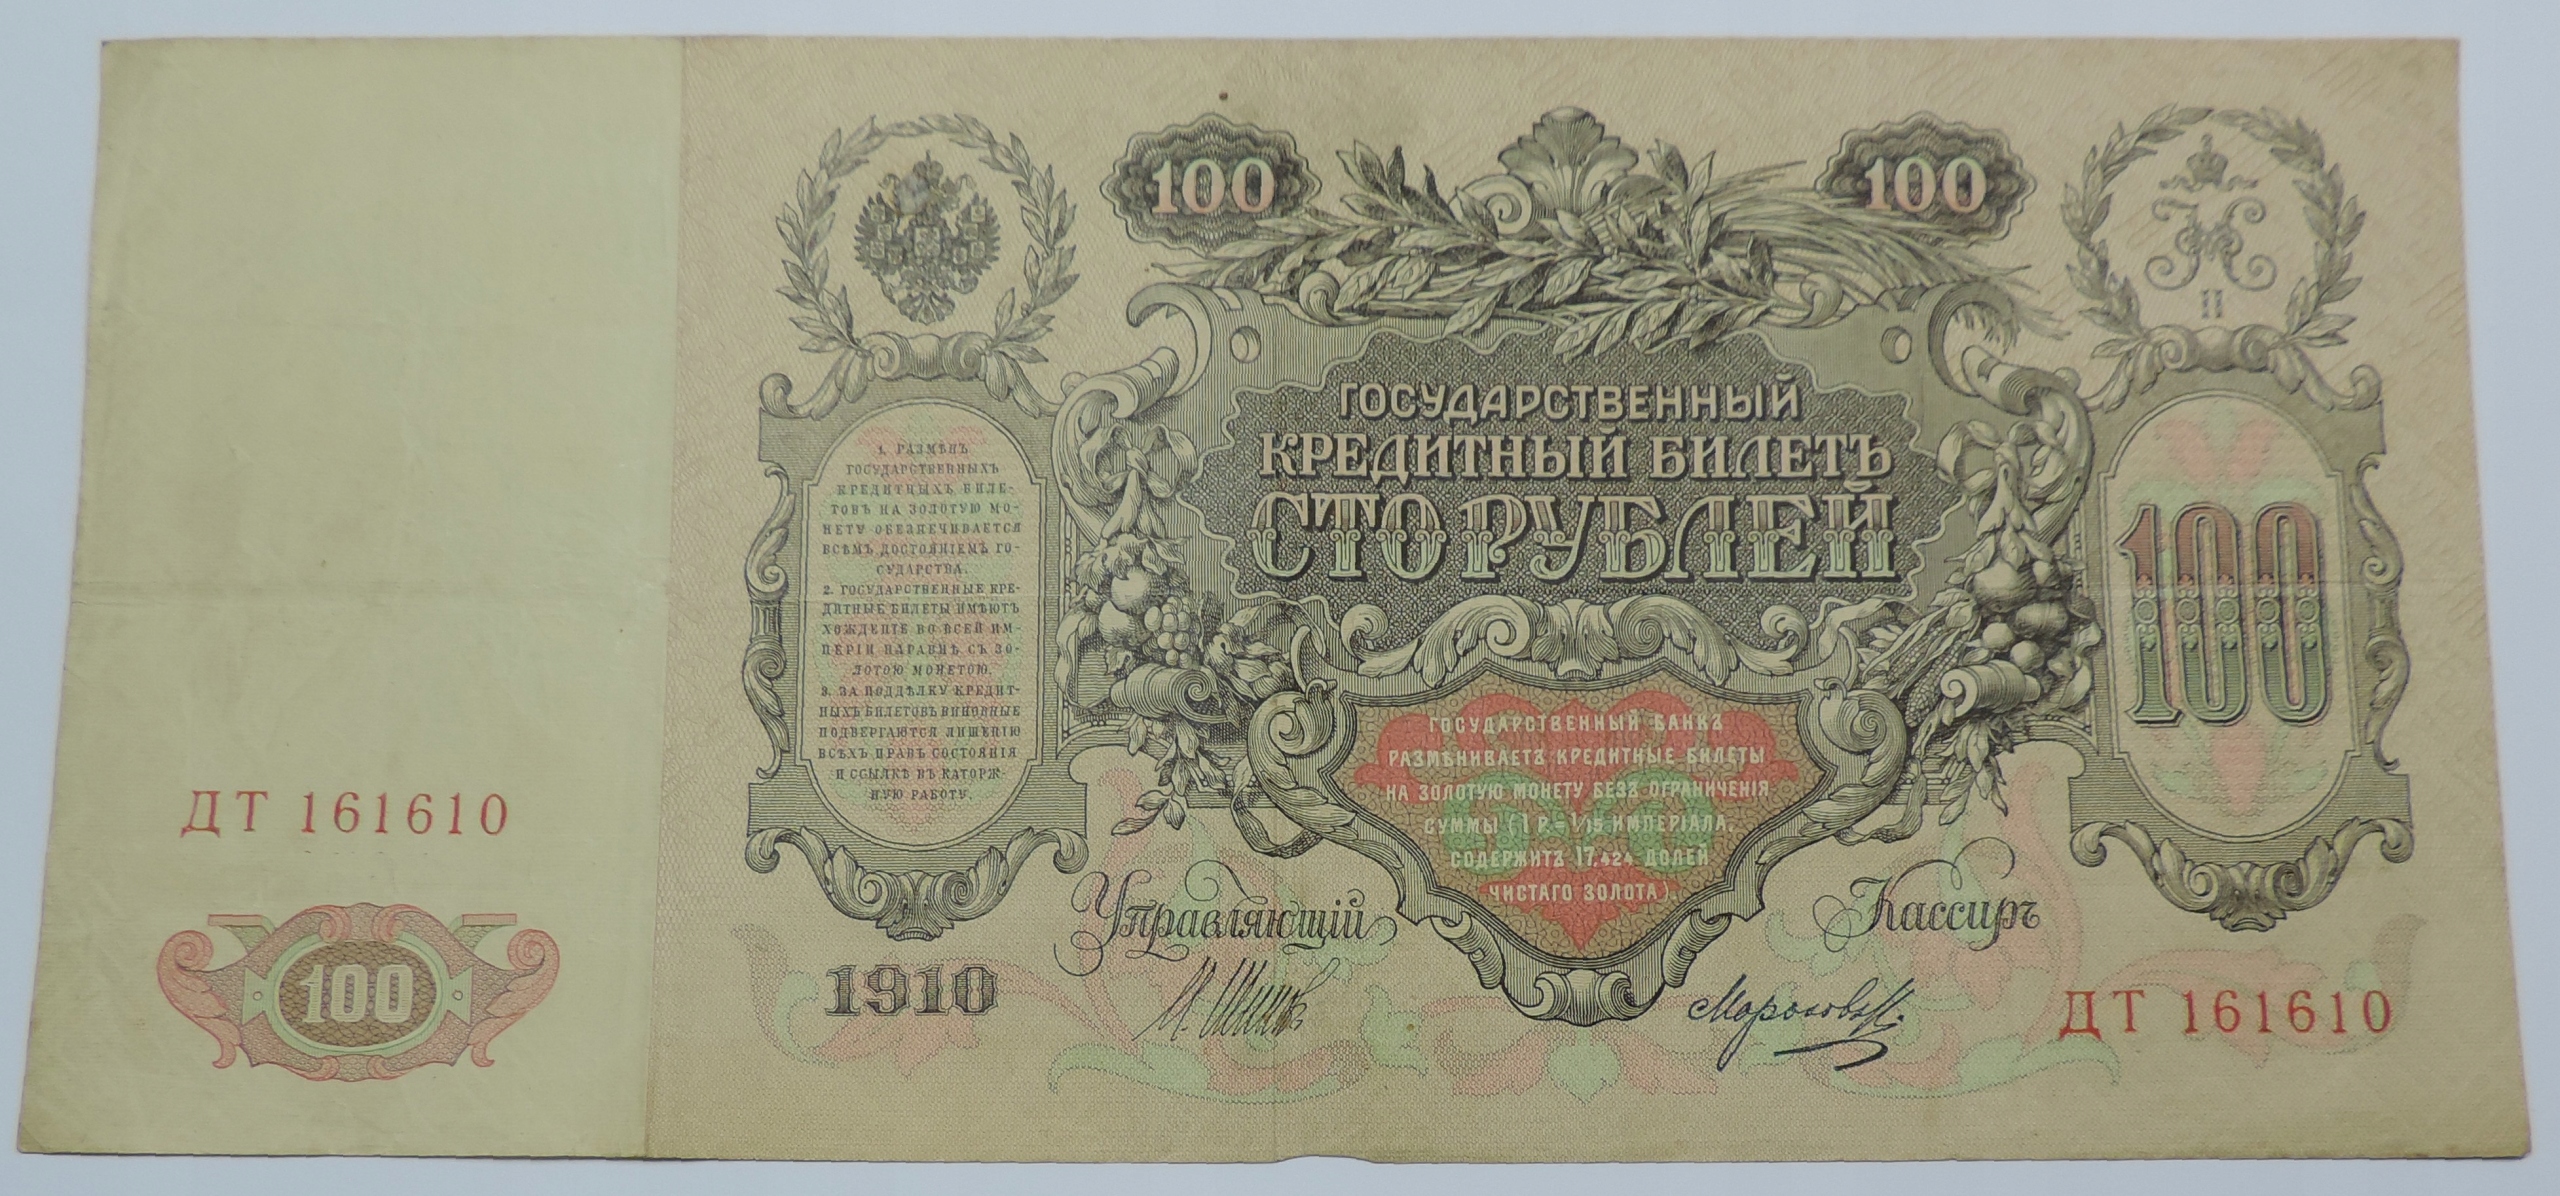 100
100
II
ГОСУДАРСТВЕННЫЙ
КРЕДИТНЫЙ БИЛЕТЪ
СТО РУБЛЕЙ
1. РАЗМѢНЪ
ГОСУДАРСТВЕННЫХЪ
КРЕДИТНЫХЪ БИЛЕ-
ТОВЪ НА ЗОЛОТУЮ МО-
НЕТУ ОБЕЗПЕЧИВАЕТСЯ
ВСѢМЪ ДОСТОЯНІЕМЪ ГО-
СУДАРСТВА.
2. ГОСУДАРСТВЕННЫЕ КРЕ-
ДИТНЫЕ БИЛЕТЫ ИМѢЮТЪ
ХОЖДЕНІЕ ВО ВСЕЙ ИМ-
ПЕРІИ НАРАВНѢ СЪ ЗО-
ЛОТОЮ МОНЕТОЮ.
3. ЗА ПОДДѢЛКУ КРЕДИТ-
НЫХЪ БИЛЕТОВЪ ВИНОВНЫЕ
ПОДВЕРГАЮТСЯ ЛИШЕНІЮ
ВСѢХЪ ПРАВЪ СОСТОЯНІЯ
И ССЫЛКѢ ВЪ КАТОРЖ-
НУЮ РАБОТУ.
100
ГОСУДАРСТВЕННЫЙ БАНКЪ
РАЗМѢНИВАЕТЪ КРЕДИТНЫЕ БИЛЕТЫ
НА ЗОЛОТУЮ МОНЕТУ БЕЗЪ ОГРАНИЧЕНІЯ
СУММЫ (1 Р. = 1/15 ИМПЕРІАЛА,
СОДЕРЖИТЪ 17,424 ДОЛЕЙ
ЧИСТАГО ЗОЛОТА)
ДТ 161610
Управляющій
Кассиръ
100
1910
И. Шипов
Морозов
ДТ 161610